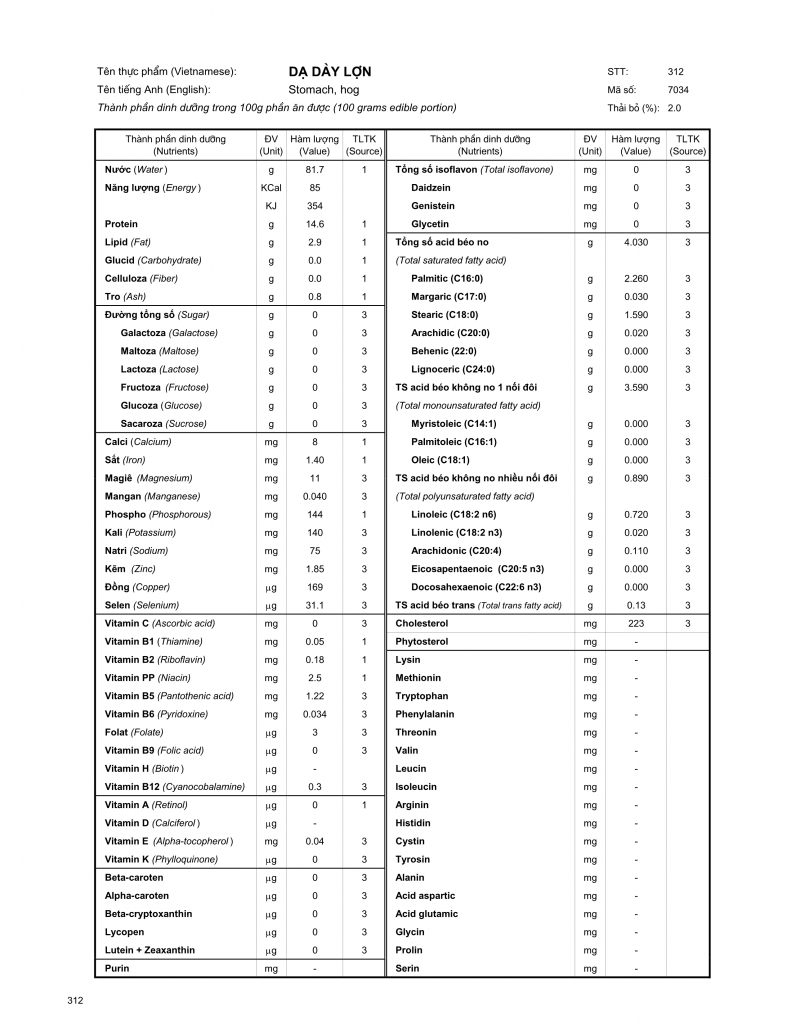 Tên thực phẩm (Vietnamese): DẠ DÀY LỢN STT: 312
Tên tiếng Anh (English): Stomach, hog Mã số: 7034
Thành phần dinh dưỡng trong 100g phần ăn được (100 grams edible portion) Thải bỏ (%): 2.0
Thành phần dinh dưỡng ĐV Hàm lượng TLTK Thành phần dinh dưỡng ĐV Hàm lượng TLTK
(Nutrients) (Unit) (Value) (Source) (Nutrients) (Unit) (Value) (Source)
Nước (Water) g 81.7 1 Tổng số isoflavon (Total isoflavone) mg 0 3
Năng lượng (Energy) KCal 85 Daidzein mg 0 3
KJ 354 Genistein mg 0 3
Protein g 14.6 1 Glycetin mg 0 3
Lipid (Fat) g 2.9 1 Tổng số acid béo no g 4.030 3
Glucid (Carbohydrate) g 0.0 1 (Total saturated fatty acid)
Celluloza (Fiber) g 0.0 1 Palmitic (C16:0) g 2.260 3
Tro (Ash) g 0.8 1 Margaric (C17:0) g 0.030 3
Đường tổng số (Sugar) g 0 3 Stearic (C18:0) g 1.590 3
Galactoza (Galactose) g 0 3 Arachidic (C20:0) g 0.020 3
Maltoza (Maltose) g 0 3 Behenic (22:0) g 0.000 3
Lactoza (Lactose) g 0 3 Lignoceric (C24:0) g 0.000 3
Fructoza (Fructose) g 0 3 TS acid béo không no 1 nối đôi g 3.590 3
Glucoza (Glucose) g 0 3 (Total monounsaturated fatty acid)
Sacaroza (Sucrose) g 0 3 Myristoleic (C14:1) g 0.000 3
Calci (Calcium) mg 8 1 Palmitoleic (C16:1) g 0.000 3
Sắt (Iron) mg 1.40 1 Oleic (C18:1) g 0.000 3
Magiê (Magnesium) mg 11 3 TS acid béo không no nhiều nối đôi g 0.890 3
Mangan (Manganese) mg 0.040 3 (Total polyunsaturated fatty acid)
Phospho (Phosphorous) mg 144 1 Linoleic (C18:2 n6) g 0.720 3
Kali (Potassium) mg 140 3 Linolenic (C18:2 n3) g 0.020 3
Natri (Sodium) mg 75 3 Arachidonic (C20:4) g 0.110 3
Kẽm (Zinc) mg 1.85 3 Eicosapentaenoic (C20:5 n3) g 0.000 3
Đồng (Copper) μg 169 3 Docosahexaenoic (C22:6 n3) g 0.000 3
Selen (Selenium) μg 31.1 3 TS acid béo trans (Total trans fatty acid) g 0.13 3
Vitamin C (Ascorbic acid) mg 0 3 Cholesterol mg 223 3
Vitamin B1 (Thiamine) mg 0.05 1 Phytosterol mg -
Vitamin B2 (Riboflavin) mg 0.18 1 Lysin mg -
Vitamin PP (Niacin) mg 2.5 1 Methionin mg -
Vitamin B5 (Pantothenic acid) mg 1.22 3 Tryptophan mg -
Vitamin B6 (Pyridoxine) mg 0.034 3 Phenylalanin mg -
Folat (Folate) μg 3 3 Threonin mg -
Vitamin B9 (Folic acid) μg 0 3 Valin mg -
Vitamin H (Biotin) μg - Leucin mg -
Vitamin B12 (Cyanocobalamine) μg 0.3 3 Isoleucin mg -
Vitamin A (Retinol) μg 0 1 Arginin mg -
Vitamin D (Calciferol) μg - Histidin mg -
Vitamin E (Alpha-tocopherol) mg 0.04 3 Cystin mg -
Vitamin K (Phylloquinone) μg 0 3 Tyrosin mg -
Beta-caroten μg 0 3 Alanin mg -
Alpha-caroten μg 0 3 Acid aspartic mg -
Beta-cryptoxanthin μg 0 3 Acid glutamic mg -
Lycopen μg 0 3 Glycin mg -
Lutein + Zeaxanthin μg 0 3 Prolin mg -
Purin mg - Serin mg -
312